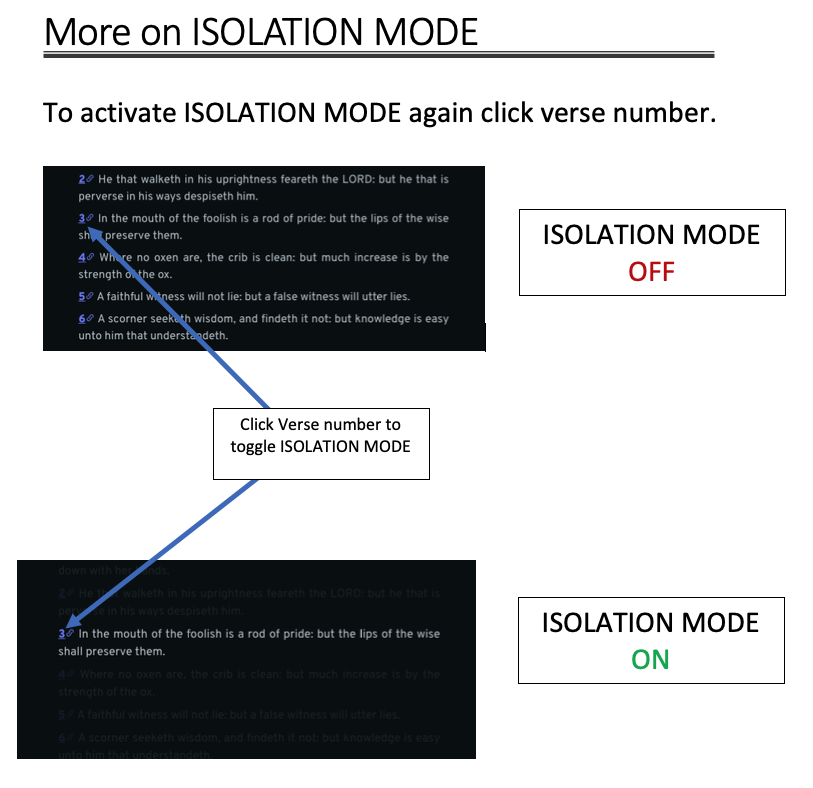 More on ISOLATION MODE
To activate ISOLATION MODE again click verse number.
2 He that walketh in his uprightness feareth the LORD: but he that is
perverse in his ways despiseth him.
3 In the mouth of the foolish is a rod of pride: but the lips of the wise
shall preserve them.
4 Where no oxen are, the crib is clean: but much increase is by the
strength of the ox.
5 A faithful witness will not lie: but a false witness will utter lies.
6 A scorner seeketh wisdom, and findeth it not: but knowledge is easy
unto him that understandeth.
ISOLATION MODE
OFF
Click Verse number to
toggle ISOLATION MODE
down with her hands.
2 He that walketh in his uprightness feareth the LORD: but he that is
perverse in his ways despiseth him.
3 In the mouth of the foolish is a rod of pride: but the lips of the wise
shall preserve them.
4 Where no oxen are, the crib is clean: but much increase is by the
strength of the ox.
5 A faithful witness will not lie: but a false witness will utter lies.
6 A scorner seeketh wisdom, and findeth it not: but knowledge is easy
unto him that understandeth.
ISOLATION MODE
ON